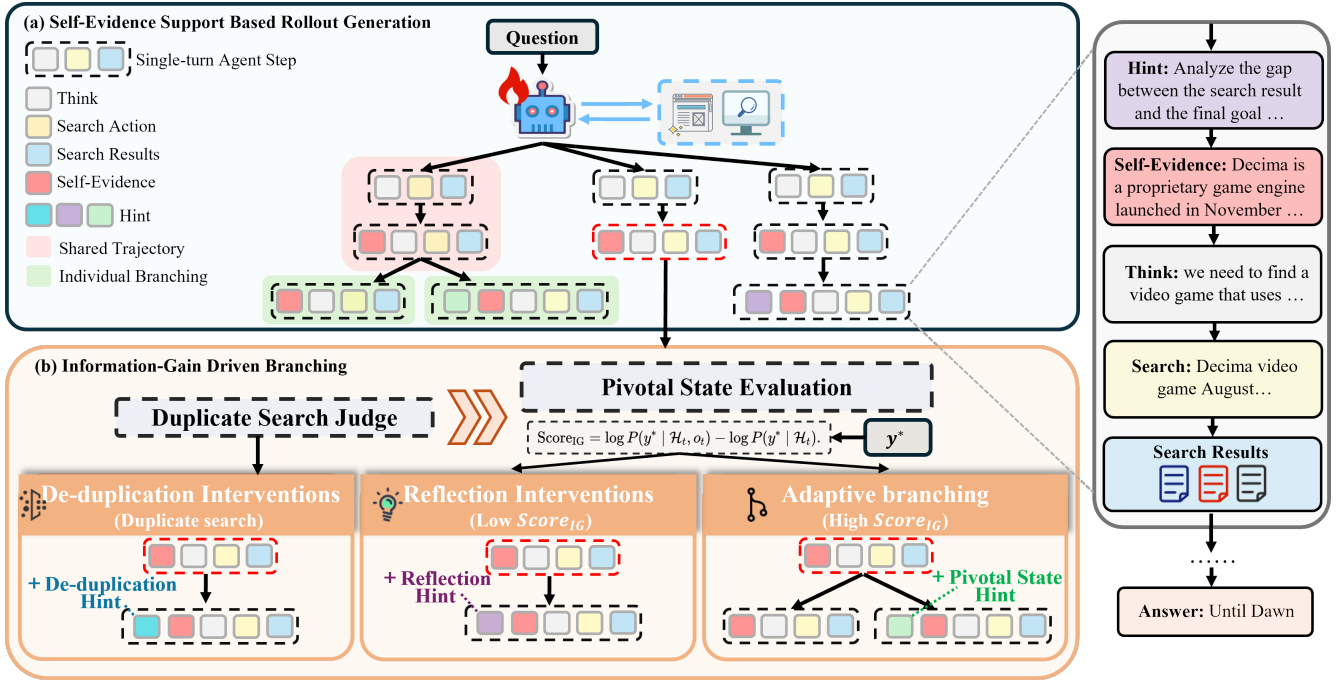 (a) Self-Evidence Support Based Rollout Generation
Single-turn Agent Step
Think
Search Action
Search Results
Self-Evidence
Hint
Shared Trajectory
Individual Branching
Question
(b) Information-Gain Driven Branching
Duplicate Search Judge
Pivotal State Evaluation
Score_IG = log P(y* | ℋ_t, o_t) − log P(y* | ℋ_t).
y*
De-duplication Interventions
(Duplicate search)
+ De-duplication
Hint
Reflection Interventions
(Low Score_IG)
+ Reflection
Hint
Adaptive branching
(High Score_IG)
+ Pivotal State
Hint
Hint: Analyze the gap
between the search result
and the final goal …
Self-Evidence: Decima is
a proprietary game engine
launched in November …
Think: we need to find a
video game that uses …
Search: Decima video
game August…
Search Results
……
Answer: Until Dawn